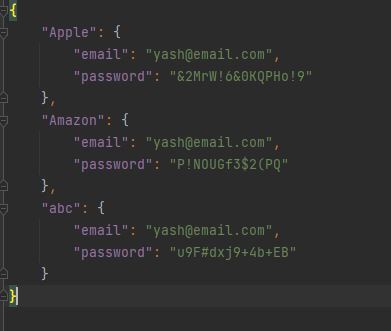 {
"Apple": {
"email": "yash@email.com",
"password": "&2MrW!6&0KQPHo!9"
},
"Amazon": {
"email": "yash@email.com",
"password": "P!NOUGf3$2(PQ"
},
"abc": {
"email": "yash@email.com",
"password": "u9F#dxj9+4b+EB"
}
}